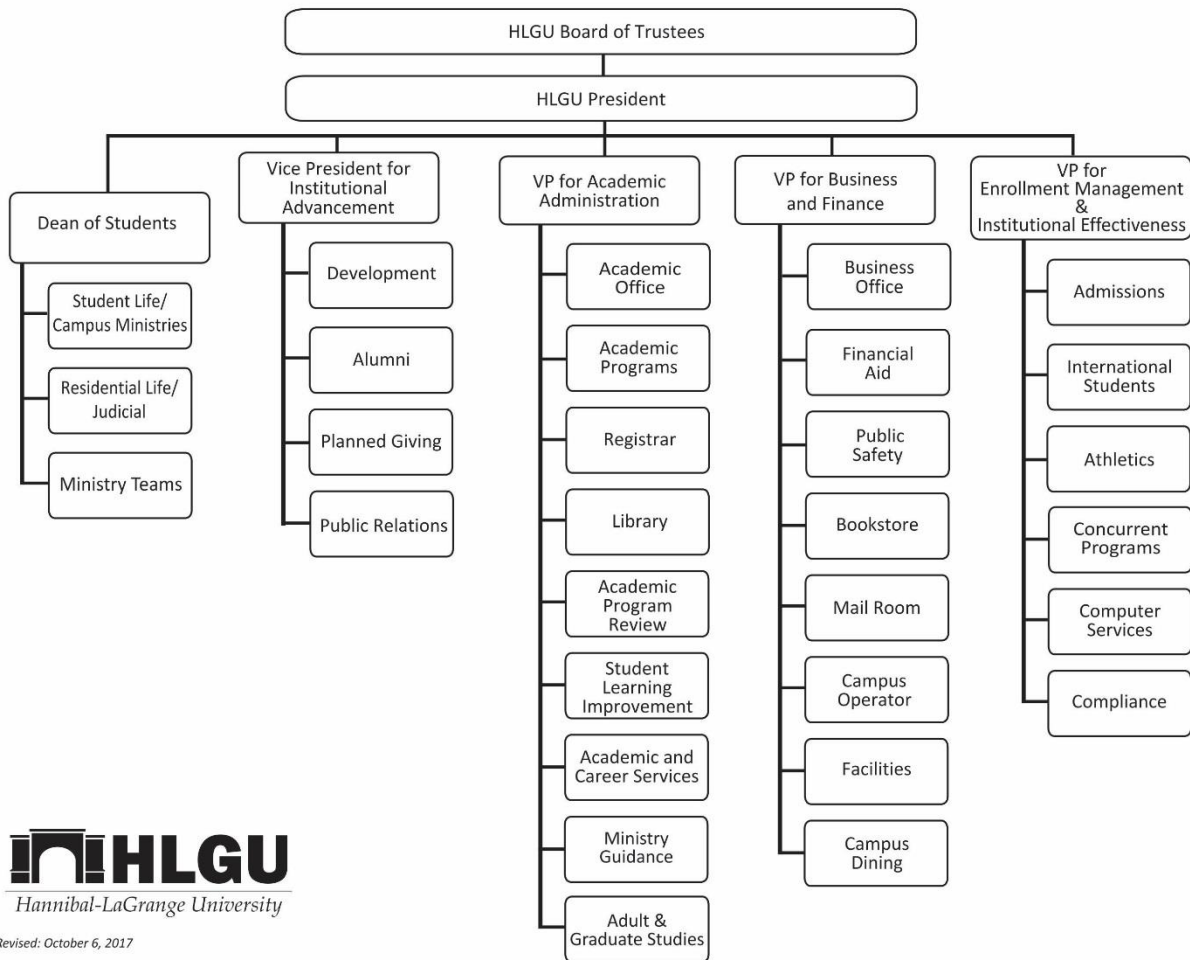 HLGU Board of Trustees
HLGU President
Dean of Students
Student Life/
Campus Ministries
Residential Life/
Judicial
Ministry Teams
Vice President for
Institutional
Advancement
Development
Alumni
Planned Giving
Public Relations
VP for Academic
Administration
Academic
Office
Academic
Programs
Registrar
Library
Academic
Program
Review
Student
Learning
Improvement
Academic and
Career Services
Ministry
Guidance
Adult &
Graduate Studies
VP for Business
and Finance
Business
Office
Financial
Aid
Public
Safety
Bookstore
Mail Room
Campus
Operator
Facilities
Campus
Dining
VP for
Enrollment Management
&
Institutional Effectiveness
Admissions
International
Students
Athletics
Concurrent
Programs
Computer
Services
Compliance
HLGU
Hannibal-LaGrange University
Revised: October 6, 2017